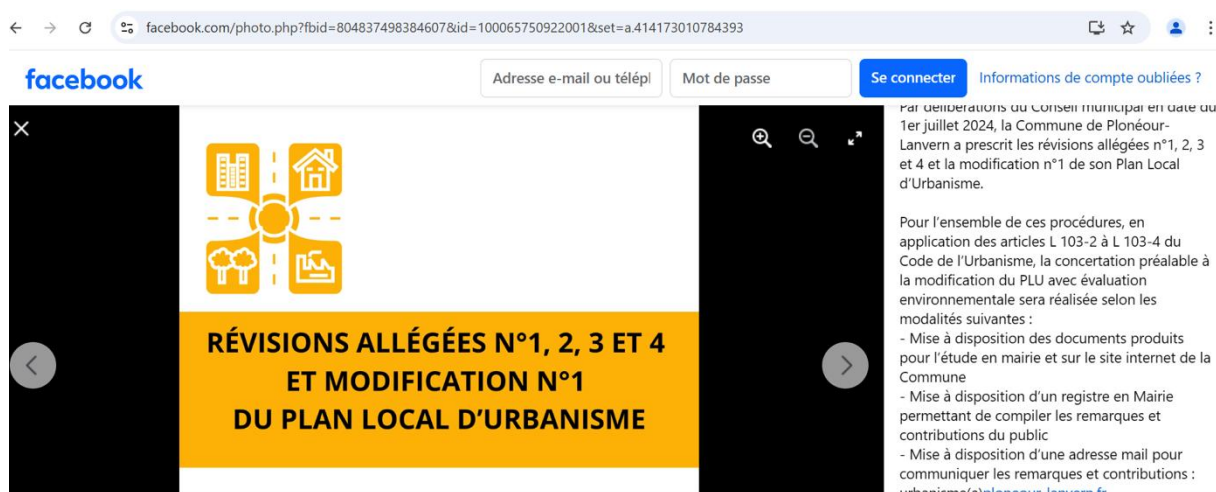 facebook.com/photo.php?fbid=804837498384607&id=100065750922001&set=a.414173010784393
facebook
Adresse e-mail ou télépl
Mot de passe
Se connecter
Informations de compte oubliées ?
RÉVISIONS ALLÉGÉES N°1, 2, 3 ET 4
ET MODIFICATION N°1
DU PLAN LOCAL D'URBANISME
Par délibérations du Conseil municipal en date du
1er juillet 2024, la Commune de Plonéour-
Lanvern a prescrit les révisions allégées n°1, 2, 3
et 4 et la modification n°1 de son Plan Local
d'Urbanisme.
Pour l'ensemble de ces procédures, en
application des articles L 103-2 à L 103-4 du
Code de l'Urbanisme, la concertation préalable à
la modification du PLU avec évaluation
environnementale sera réalisée selon les
modalités suivantes :
- Mise à disposition des documents produits
pour l'étude en mairie et sur le site internet de la
Commune
- Mise à disposition d'un registre en Mairie
permettant de compiler les remarques et
contributions du public
- Mise à disposition d'une adresse mail pour
communiquer les remarques et contributions :
urbanisme(a)ploneour-lanvern.fr